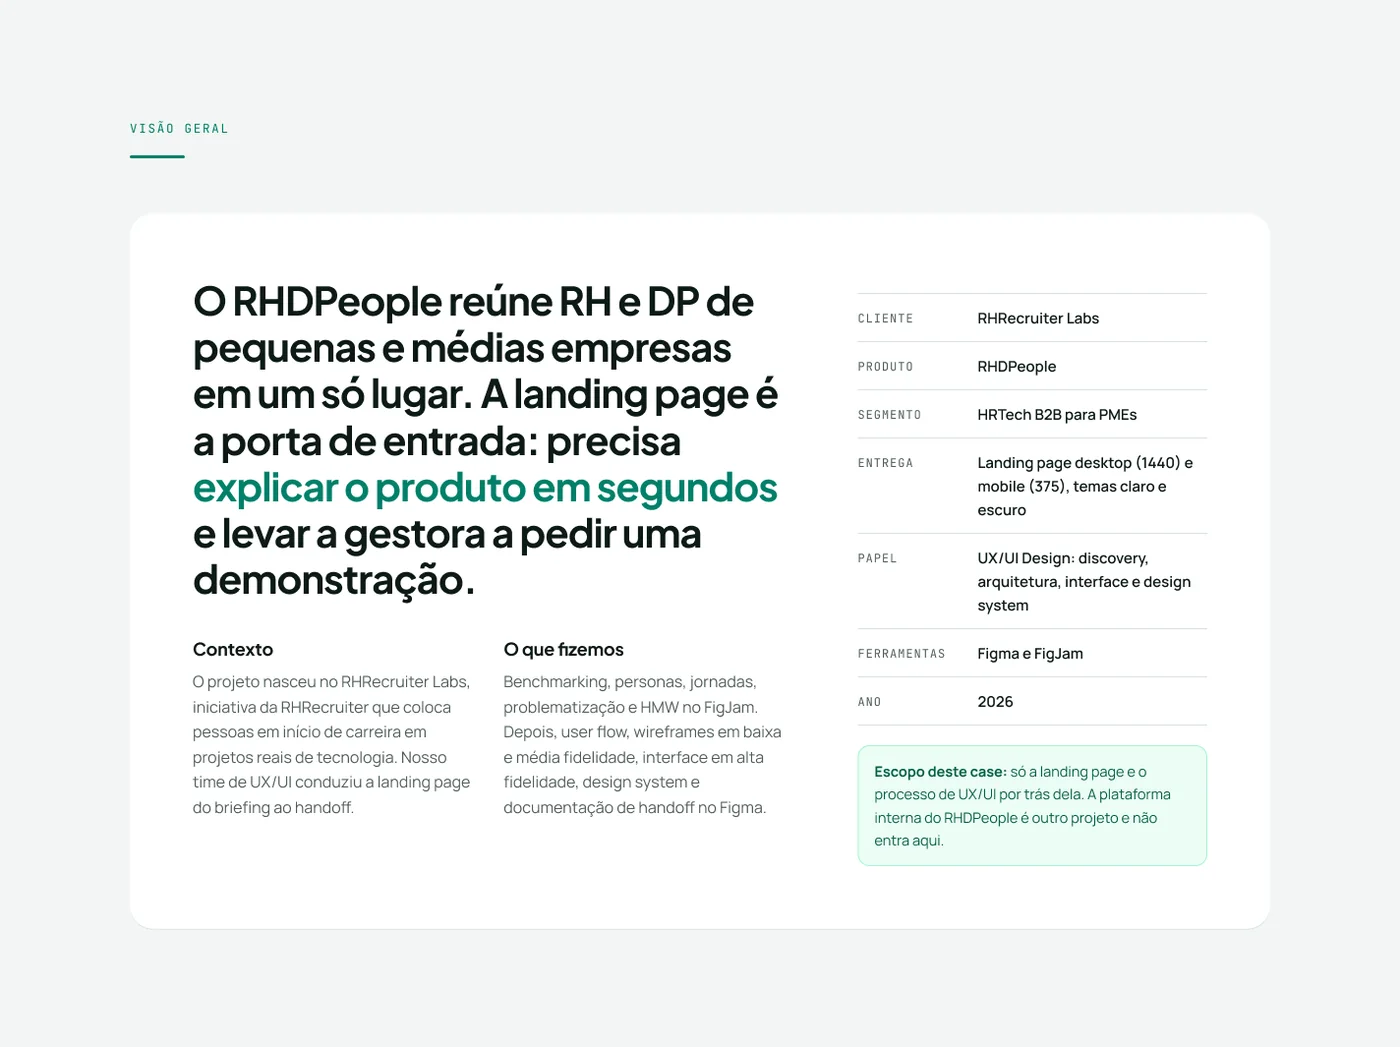 VISÃO GERAL
O RHDPeople reúne RH e DP de
pequenas e médias empresas
em um só lugar. A landing page é
a porta de entrada: precisa
explicar o produto em segundos
e levar a gestora a pedir uma
demonstração.
Contexto
O projeto nasceu no RHRecruiter Labs,
iniciativa da RHRecruiter que coloca
pessoas em início de carreira em
projetos reais de tecnologia. Nosso
time de UX/UI conduziu a landing page
do briefing ao handoff.
O que fizemos
Benchmarking, personas, jornadas,
problematização e HMW no FigJam.
Depois, user flow, wireframes em baixa
e média fidelidade, interface em alta
fidelidade, design system e
documentação de handoff no Figma.
CLIENTE RHRecruiter Labs
PRODUTO RHDPeople
SEGMENTO HRTech B2B para PMEs
ENTREGA Landing page desktop (1440) e
mobile (375), temas claro e
escuro
PAPEL UX/UI Design: discovery,
arquitetura, interface e design
system
FERRAMENTAS Figma e FigJam
ANO 2026
Escopo deste case: só a landing page e o
processo de UX/UI por trás dela. A plataforma
interna do RHDPeople é outro projeto e não
entra aqui.